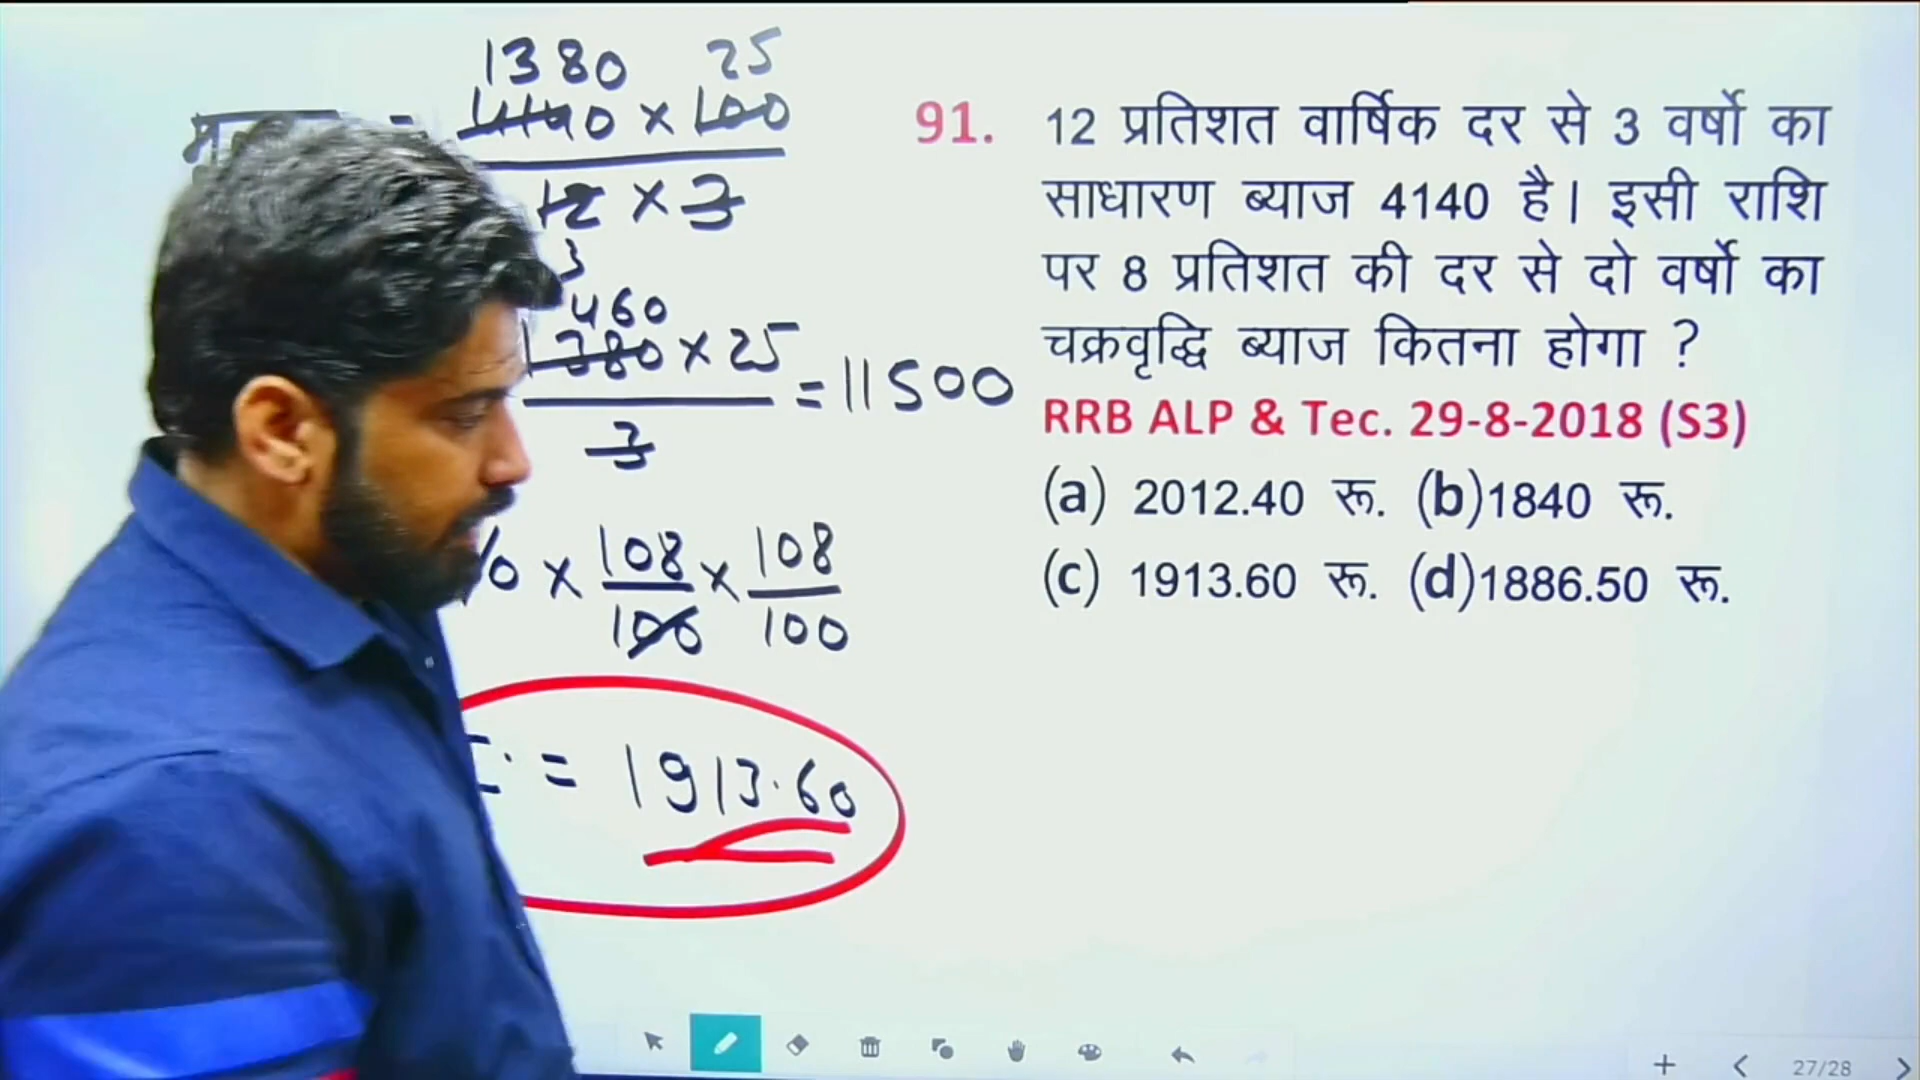 1380 25
= 4140 × 100
12 × 3
3
460
1380 × 25
= 11500
3
× 108 × 108
100 100
= 1913.60
91. 12 प्रतिशत वार्षिक दर से 3 वर्षो का
साधारण ब्याज 4140 है। इसी राशि
पर 8 प्रतिशत की दर से दो वर्षो का
चक्रवृद्धि ब्याज कितना होगा ?
RRB ALP & Tec. 29-8-2018 (S3)
(a) 2012.40 रू. (b)1840 रू.
(c) 1913.60 रू. (d)1886.50 रू.
27/28